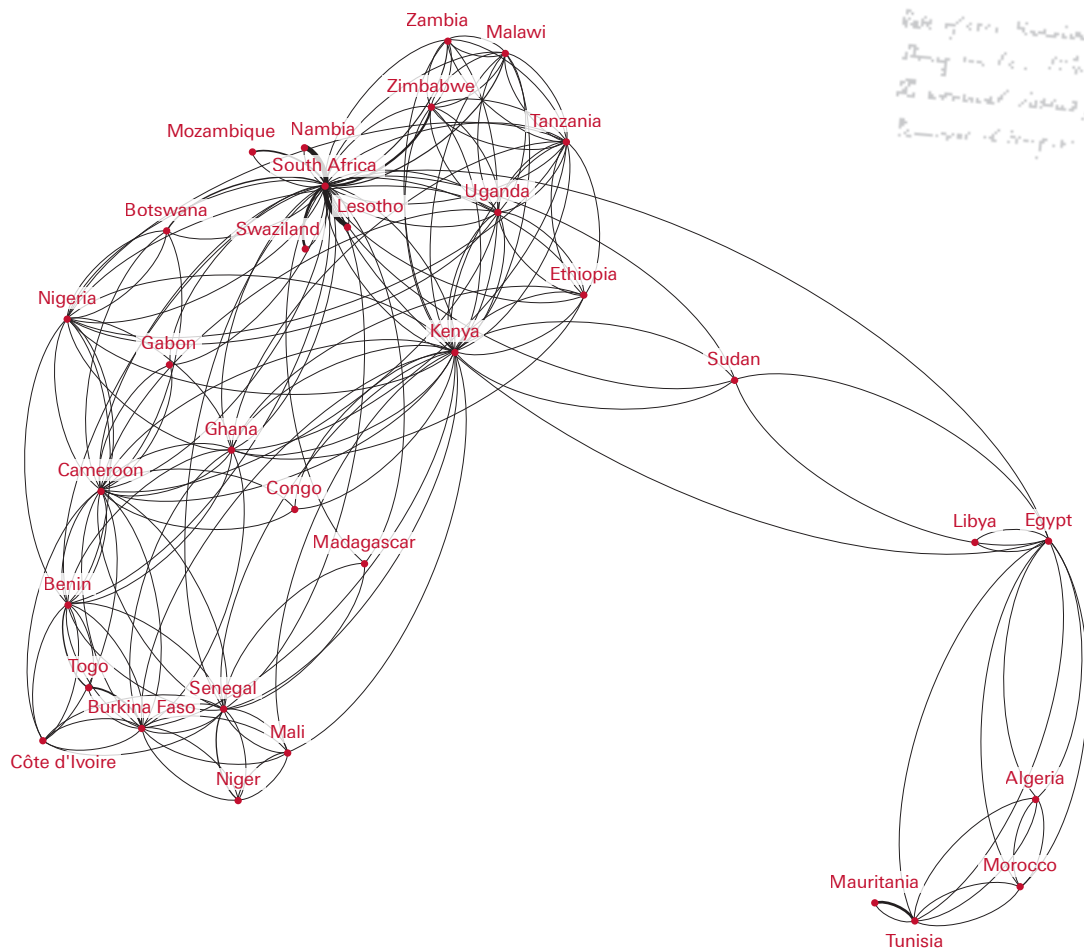 Zambia
Malawi
Zimbabwe
Tanzania
Mozambique
Nambia
South Africa
Uganda
Lesotho
Botswana
Swaziland
Ethiopia
Nigeria
Kenya
Gabon
Sudan
Ghana
Cameroon
Congo
Libya
Egypt
Madagascar
Benin
Togo
Senegal
Burkina Faso
Mali
Côte d'Ivoire
Niger
Algeria
Morocco
Mauritania
Tunisia